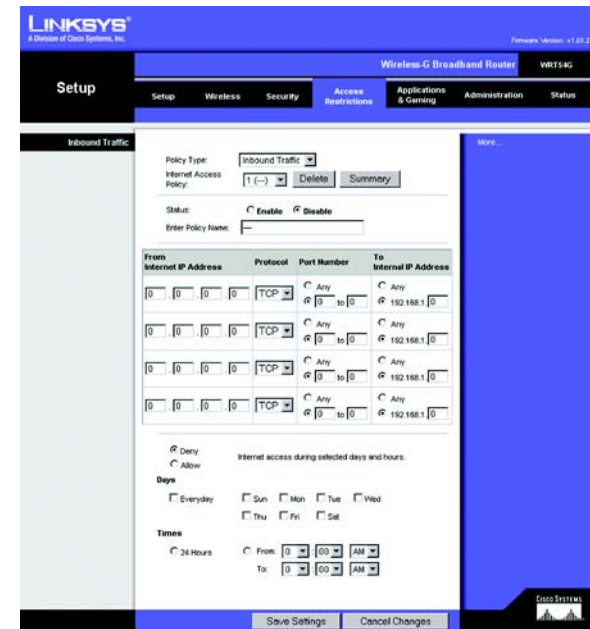 LINKSYS®
A Division of Cisco Systems, Inc.
Firmware Version: v1.01.2
Wireless-G Broadband Router WRT54G
Setup
Setup Wireless Security Access Restrictions Applications & Gaming Administration Status
Inbound Traffic
More...
Policy Type: Inbound Traffic
Internet Access Policy: 1 (---) Delete Summary
Status: Enable Disable
Enter Policy Name: ---
From Internet IP Address Protocol Port Number To Internal IP Address
0 . 0 . 0 . 0 TCP Any Any
0 to 0 192.168.1. 0
0 . 0 . 0 . 0 TCP Any Any
0 to 0 192.168.1. 0
0 . 0 . 0 . 0 TCP Any Any
0 to 0 192.168.1. 0
0 . 0 . 0 . 0 TCP Any Any
0 to 0 192.168.1. 0
Deny
Internet access during selected days and hours.
Allow
Days
Everyday Sun Mon Tue Wed
Thu Fri Sat
Times
24 Hours From: 0 : 00 AM
To: 0 : 00 AM
Save Settings Cancel Changes
CISCO SYSTEMS